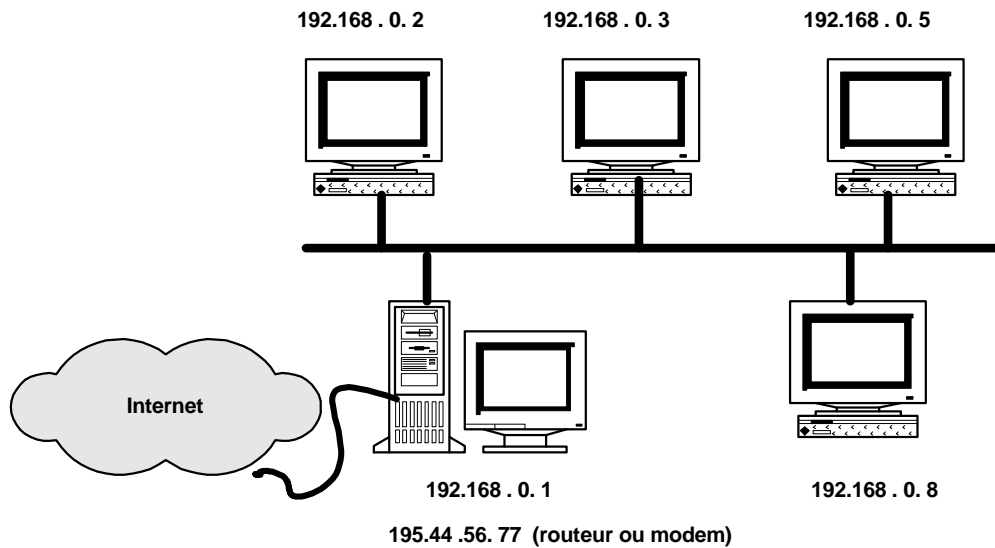 192.168 . 0. 2
192.168 . 0. 3
192.168 . 0. 5
Internet
192.168 . 0. 1
192.168 . 0. 8
195.44 .56. 77 (routeur ou modem)